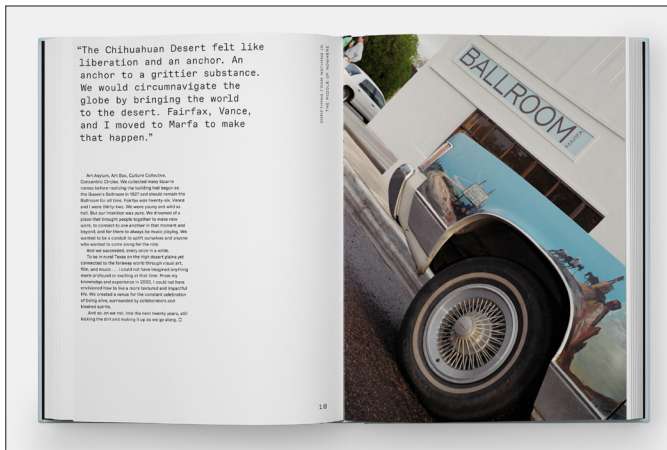 "The Chihuahuan Desert felt like
liberation and an anchor. An
anchor to a grittier substance.
We would circumnavigate the
globe by bringing the world
to the desert. Fairfax, Vance,
and I moved to Marfa to make
that happen."
SOMETHING FROM NOTHING IN
THE MIDDLE OF NOWHERE
Art Asylum, Art Box, Culture Collective,
Concentric Circles. We collected many bizarre
names before realizing the building had begun as
the Queen's Ballroom in 1927 and should remain the
Ballroom for all time. Fairfax was twenty-six. Vance
and I were thirty-two. We were young and wild as
hell. But our intention was pure. We dreamed of a
place that brought people together to make new
work, to connect to one another in that moment and
beyond, and for there to always be music playing. We
wanted to be a conduit to uplift ourselves and anyone
who wanted to come along for the ride.
And we succeeded, every once in a while.
To be in rural Texas on the high desert plains yet
connected to the faraway world through visual art,
film, and music . . . I could not have imagined anything
more profound or exciting at that time. From my
knowledge and experience in 2002, I could not have
envisioned how to live a more textured and impactful
life. We created a venue for the constant celebration
of being alive, surrounded by collaborators and
kindred spirits.
And so, on we roll, into the next twenty years, still
kicking the dirt and making it up as we go along.
18
BALLROOM
MARFA